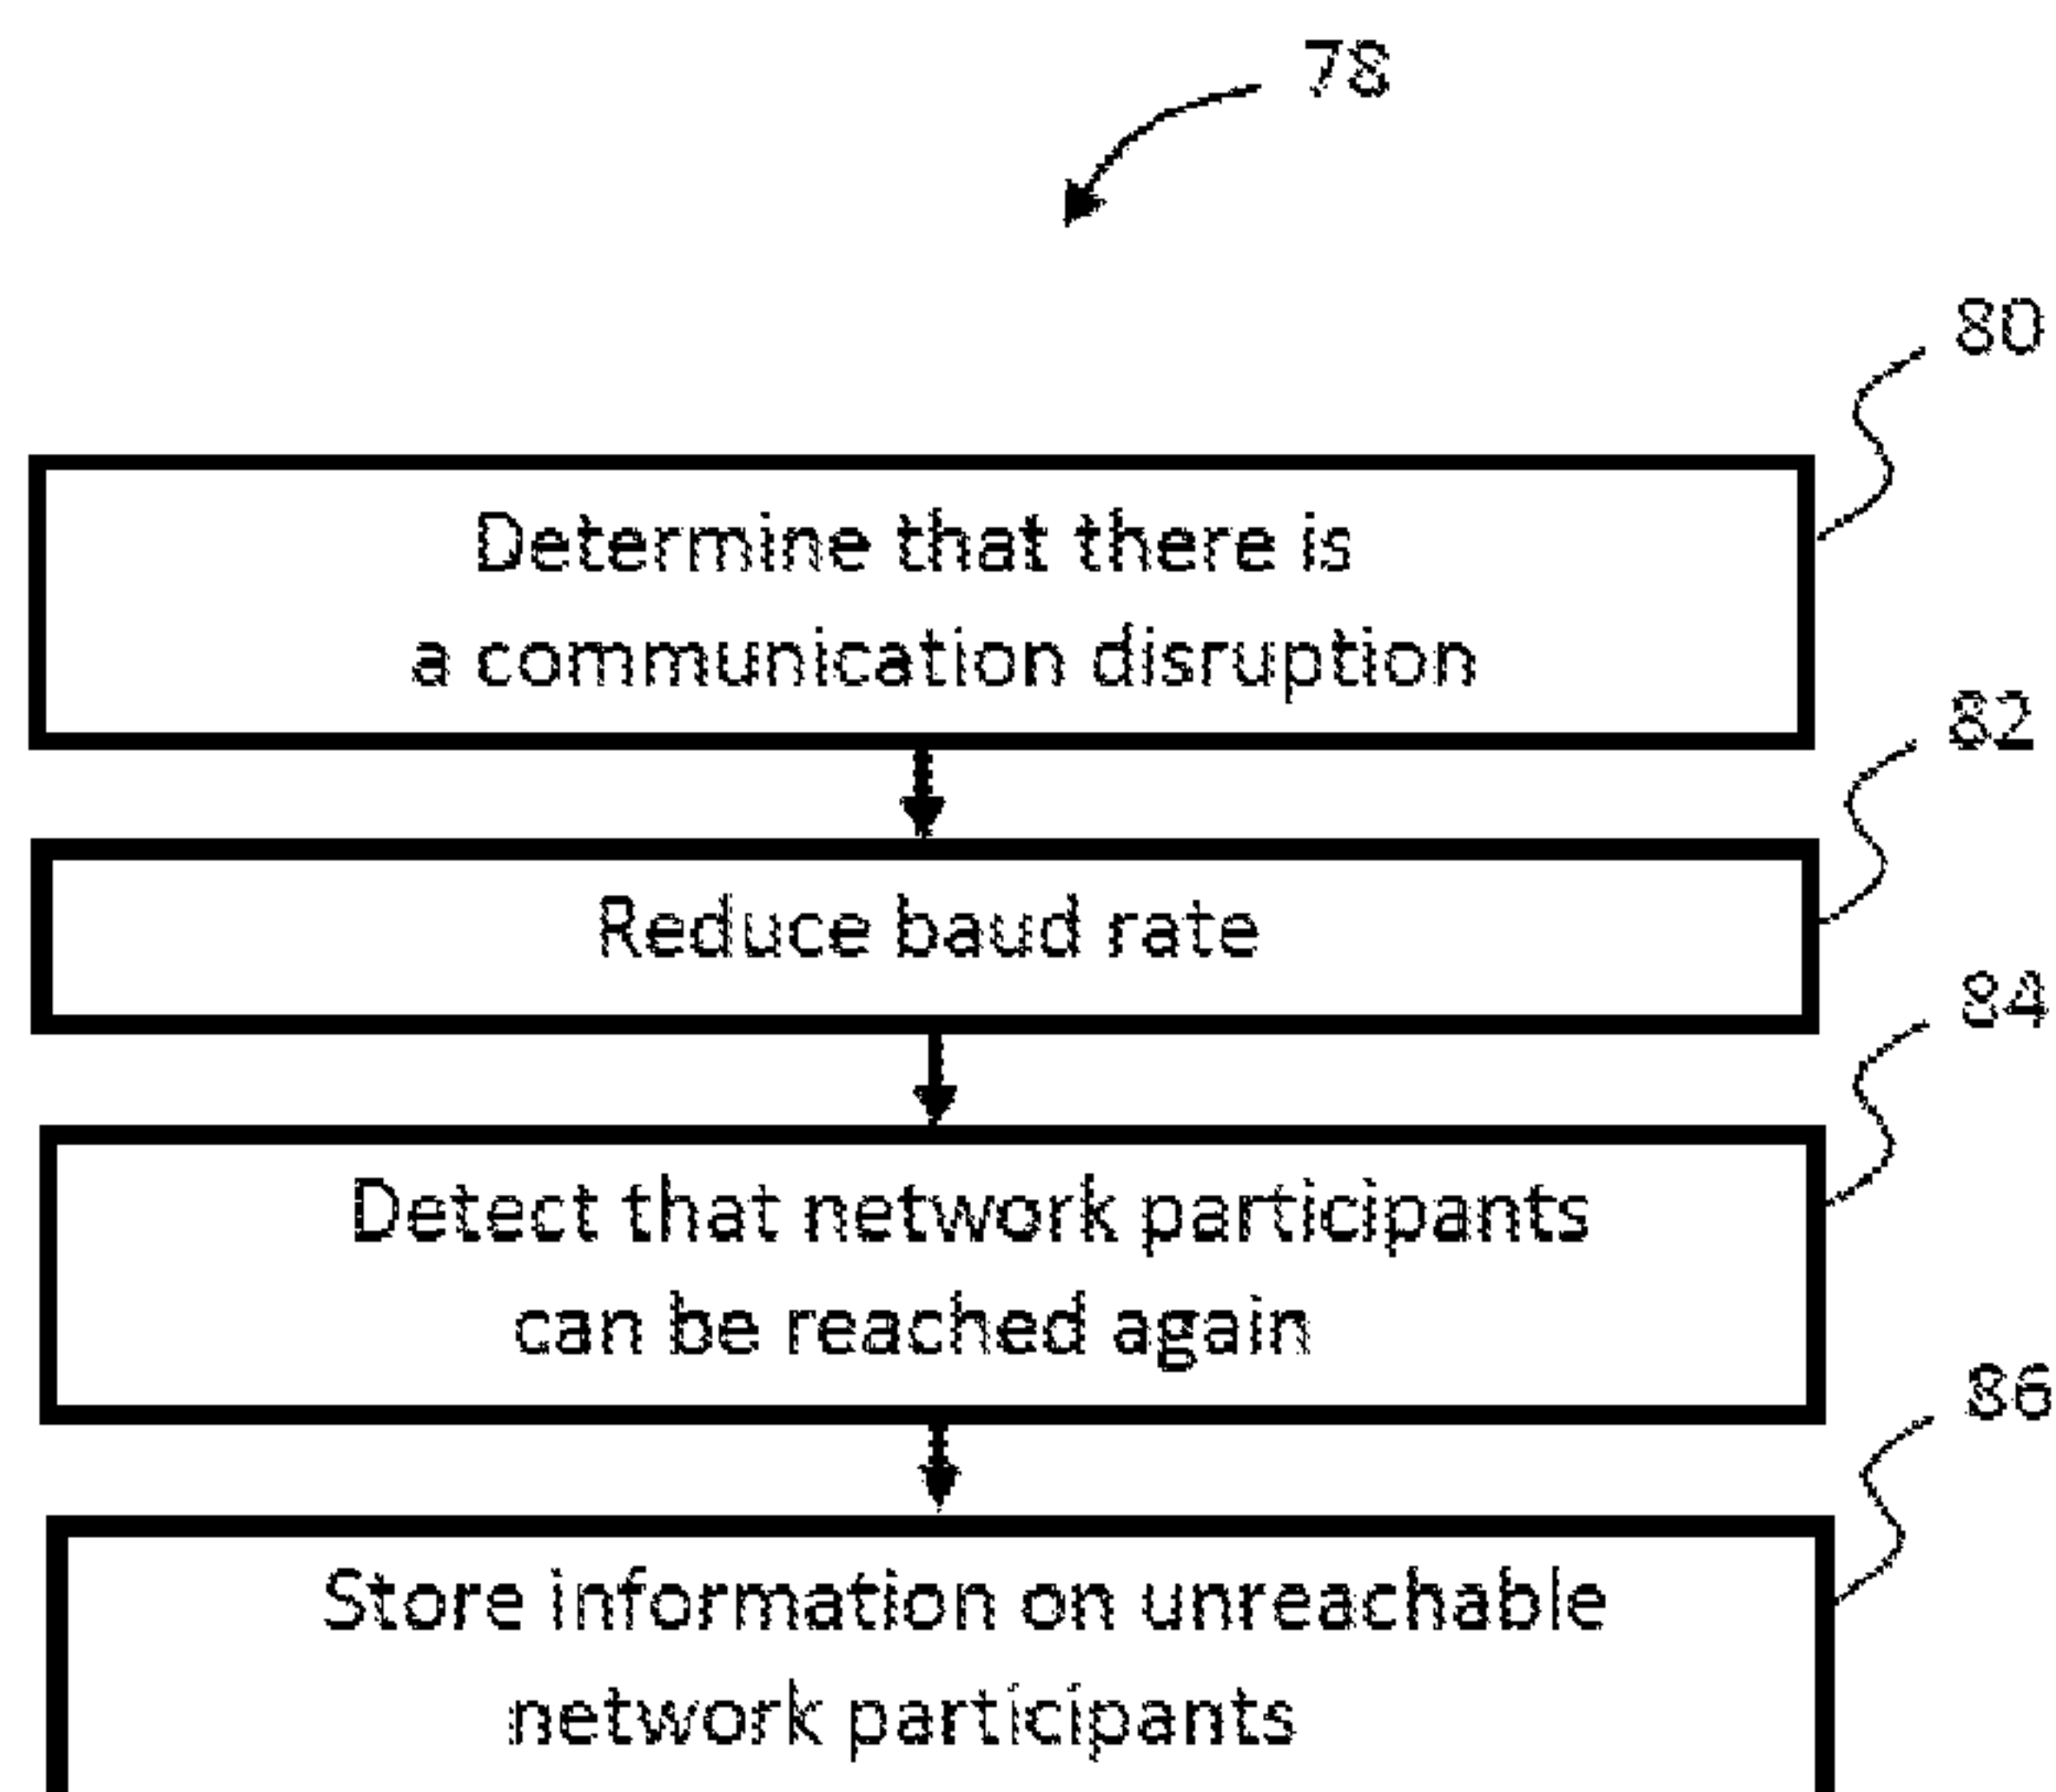 78
80
Determine that there is
a communication disruption
82
Reduce baud rate
84
Detect that network participants
can be reached again
86
Store information on unreachable
network participants